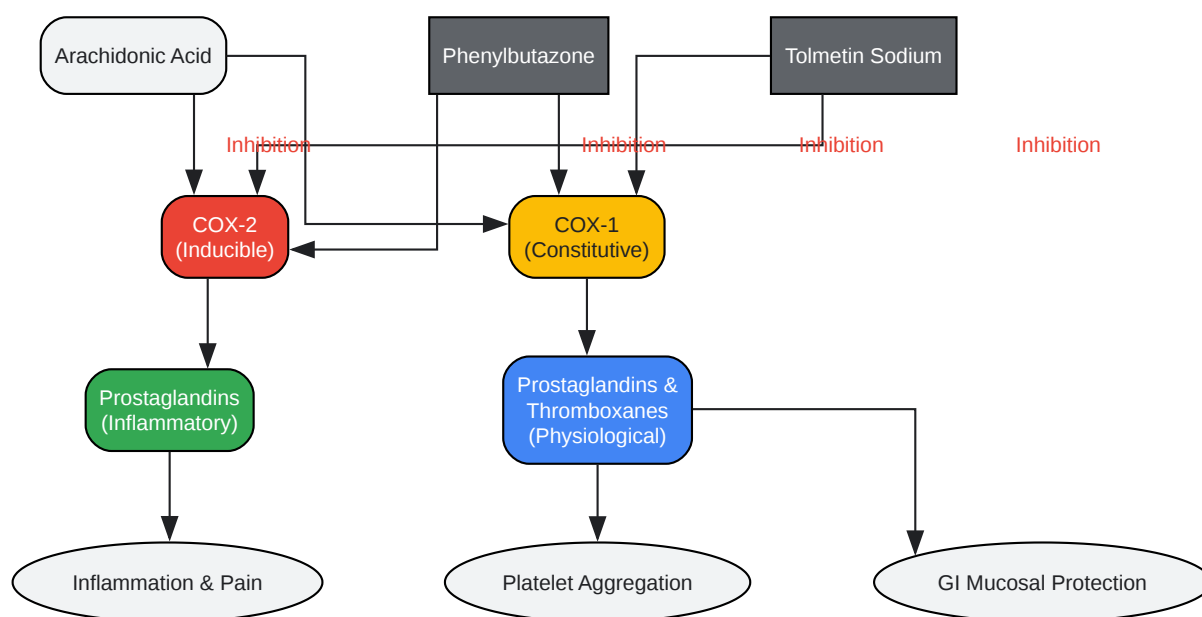 Arachidonic Acid
Phenylbutazone
Tolmetin Sodium
Inhibition
Inhibition
Inhibition
Inhibition
COX-2
(Inducible)
COX-1
(Constitutive)
Prostaglandins
(Inflammatory)
Prostaglandins &
Thromboxanes
(Physiological)
Inflammation & Pain
Platelet Aggregation
GI Mucosal Protection